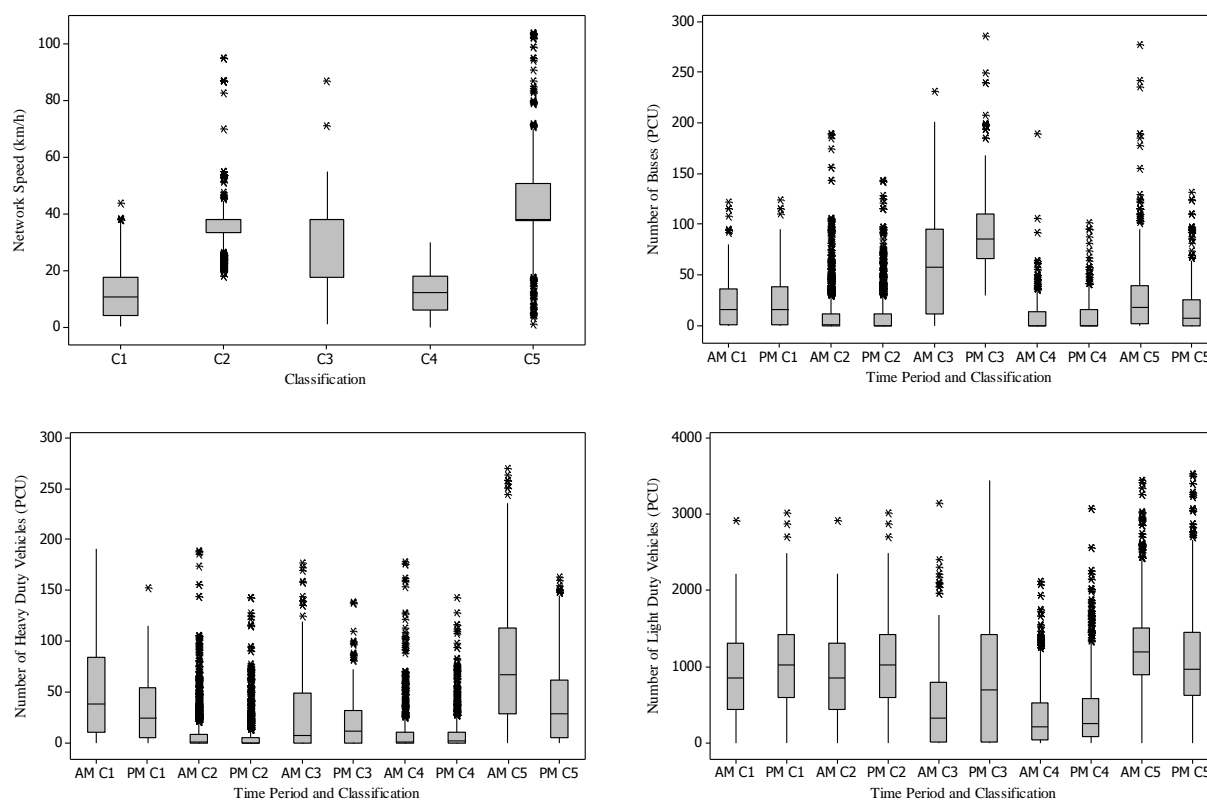 Network Speed (km/h)
100
80
60
40
20
0
C1 C2 C3 C4 C5
Classification
Number of Buses (PCU)
300
250
200
150
100
50
0
AM C1 PM C1 AM C2 PM C2 AM C3 PM C3 AM C4 PM C4 AM C5 PM C5
Time Period and Classification
Number of Heavy Duty Vehicles (PCU)
300
250
200
150
100
50
0
AM C1 PM C1 AM C2 PM C2 AM C3 PM C3 AM C4 PM C4 AM C5 PM C5
Time Period and Classification
Number of Light Duty Vehicles (PCU)
4000
3000
2000
1000
0
AM C1 PM C1 AM C2 PM C2 AM C3 PM C3 AM C4 PM C4 AM C5 PM C5
Time Period and Classification